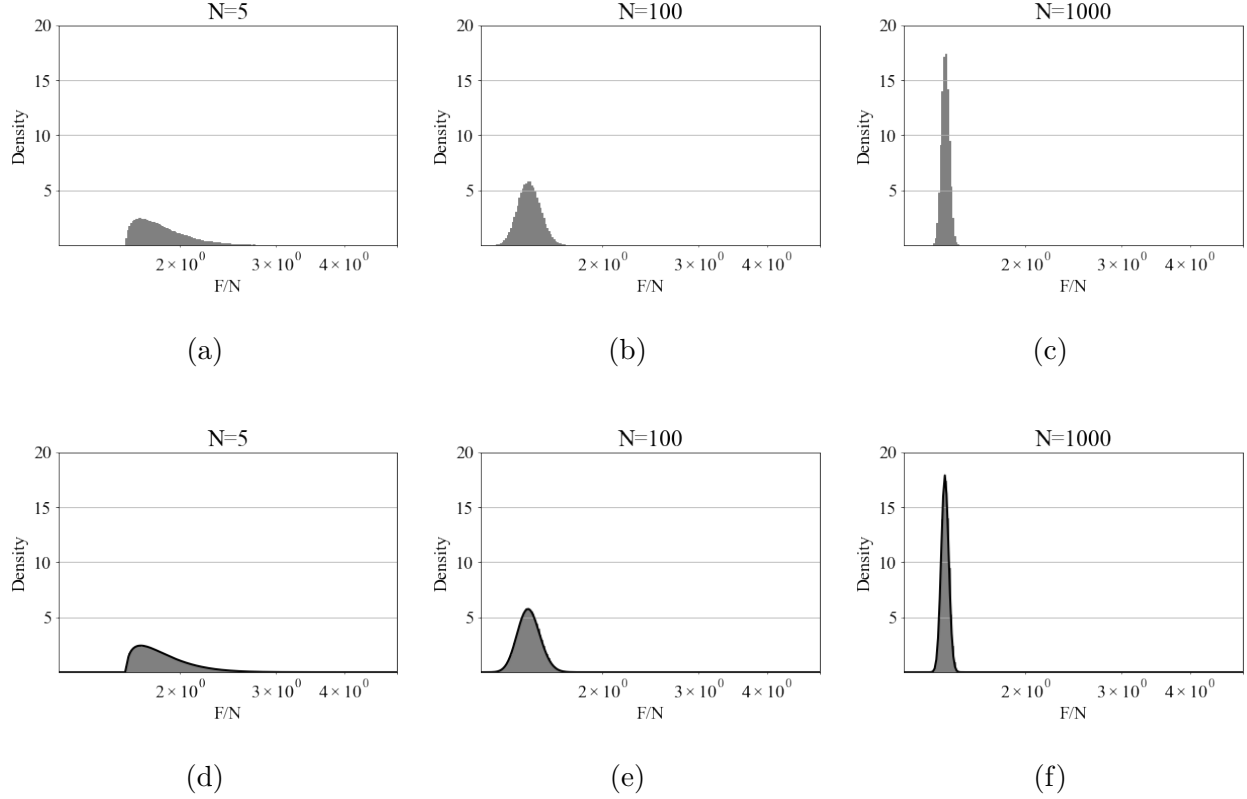 N=5
N=100
N=1000
20
15
10
5
Density
2 × 10⁰
3 × 10⁰
4 × 10⁰
F/N
20
15
10
5
Density
2 × 10⁰
3 × 10⁰
4 × 10⁰
F/N
20
15
10
5
Density
2 × 10⁰
3 × 10⁰
4 × 10⁰
F/N
(a)
(b)
(c)
N=5
N=100
N=1000
20
15
10
5
Density
2 × 10⁰
3 × 10⁰
4 × 10⁰
F/N
20
15
10
5
Density
2 × 10⁰
3 × 10⁰
4 × 10⁰
F/N
20
15
10
5
Density
2 × 10⁰
3 × 10⁰
4 × 10⁰
F/N
(d)
(e)
(f)